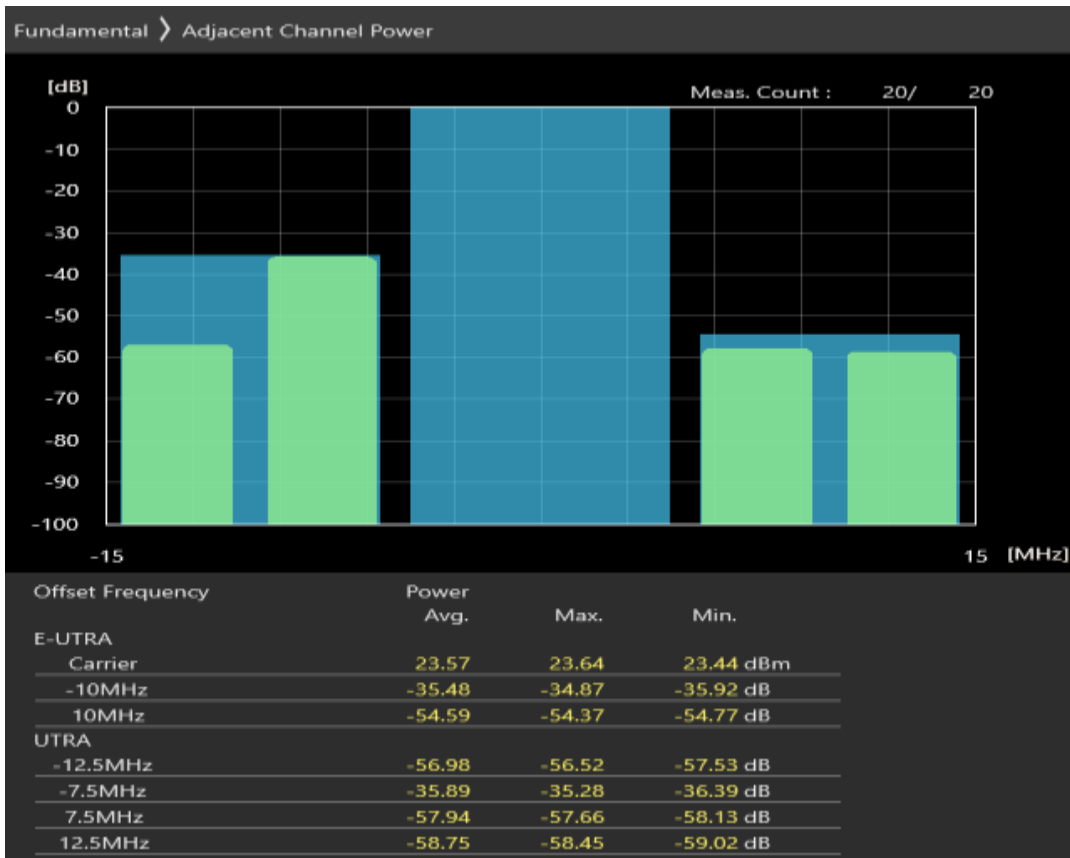 Fundamental 》 Adjacent Channel Power
[dB]
Meas. Count : 20/ 20
0
-10
-20
-30
-40
-50
-60
-70
-80
-90
-100
-15 15 [MHz]
Offset Frequency Power
Avg. Max. Min.
E-UTRA
Carrier 23.57 23.64 23.44 dBm
-10MHz -35.48 -34.87 -35.92 dB
10MHz -54.59 -54.37 -54.77 dB
UTRA
-12.5MHz -56.98 -56.52 -57.53 dB
-7.5MHz -35.89 -35.28 -36.39 dB
7.5MHz -57.94 -57.66 -58.13 dB
12.5MHz -58.75 -58.45 -59.02 dB